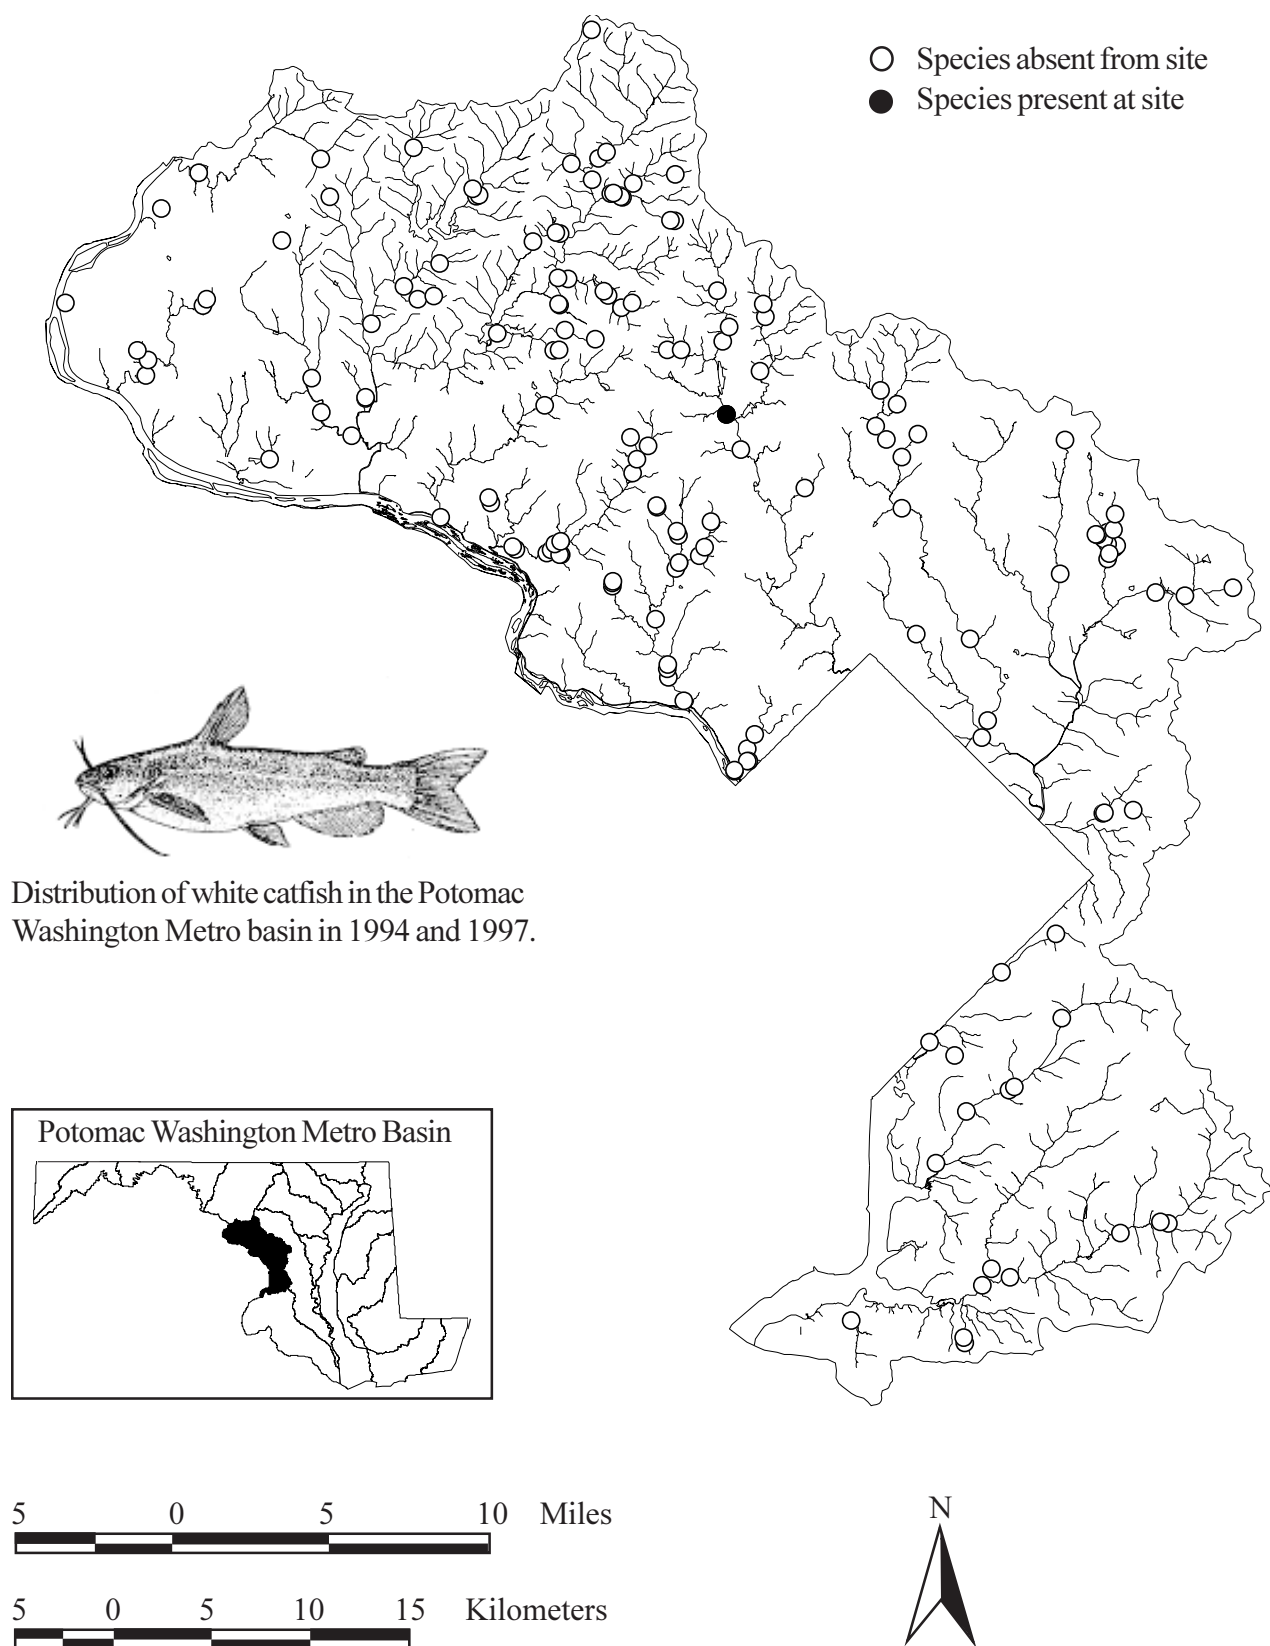 Species absent from site
Species present at site
Distribution of white catfish in the Potomac
Washington Metro basin in 1994 and 1997.
Potomac Washington Metro Basin
5 0 5 10 Miles
N
5 0 5 10 15 Kilometers